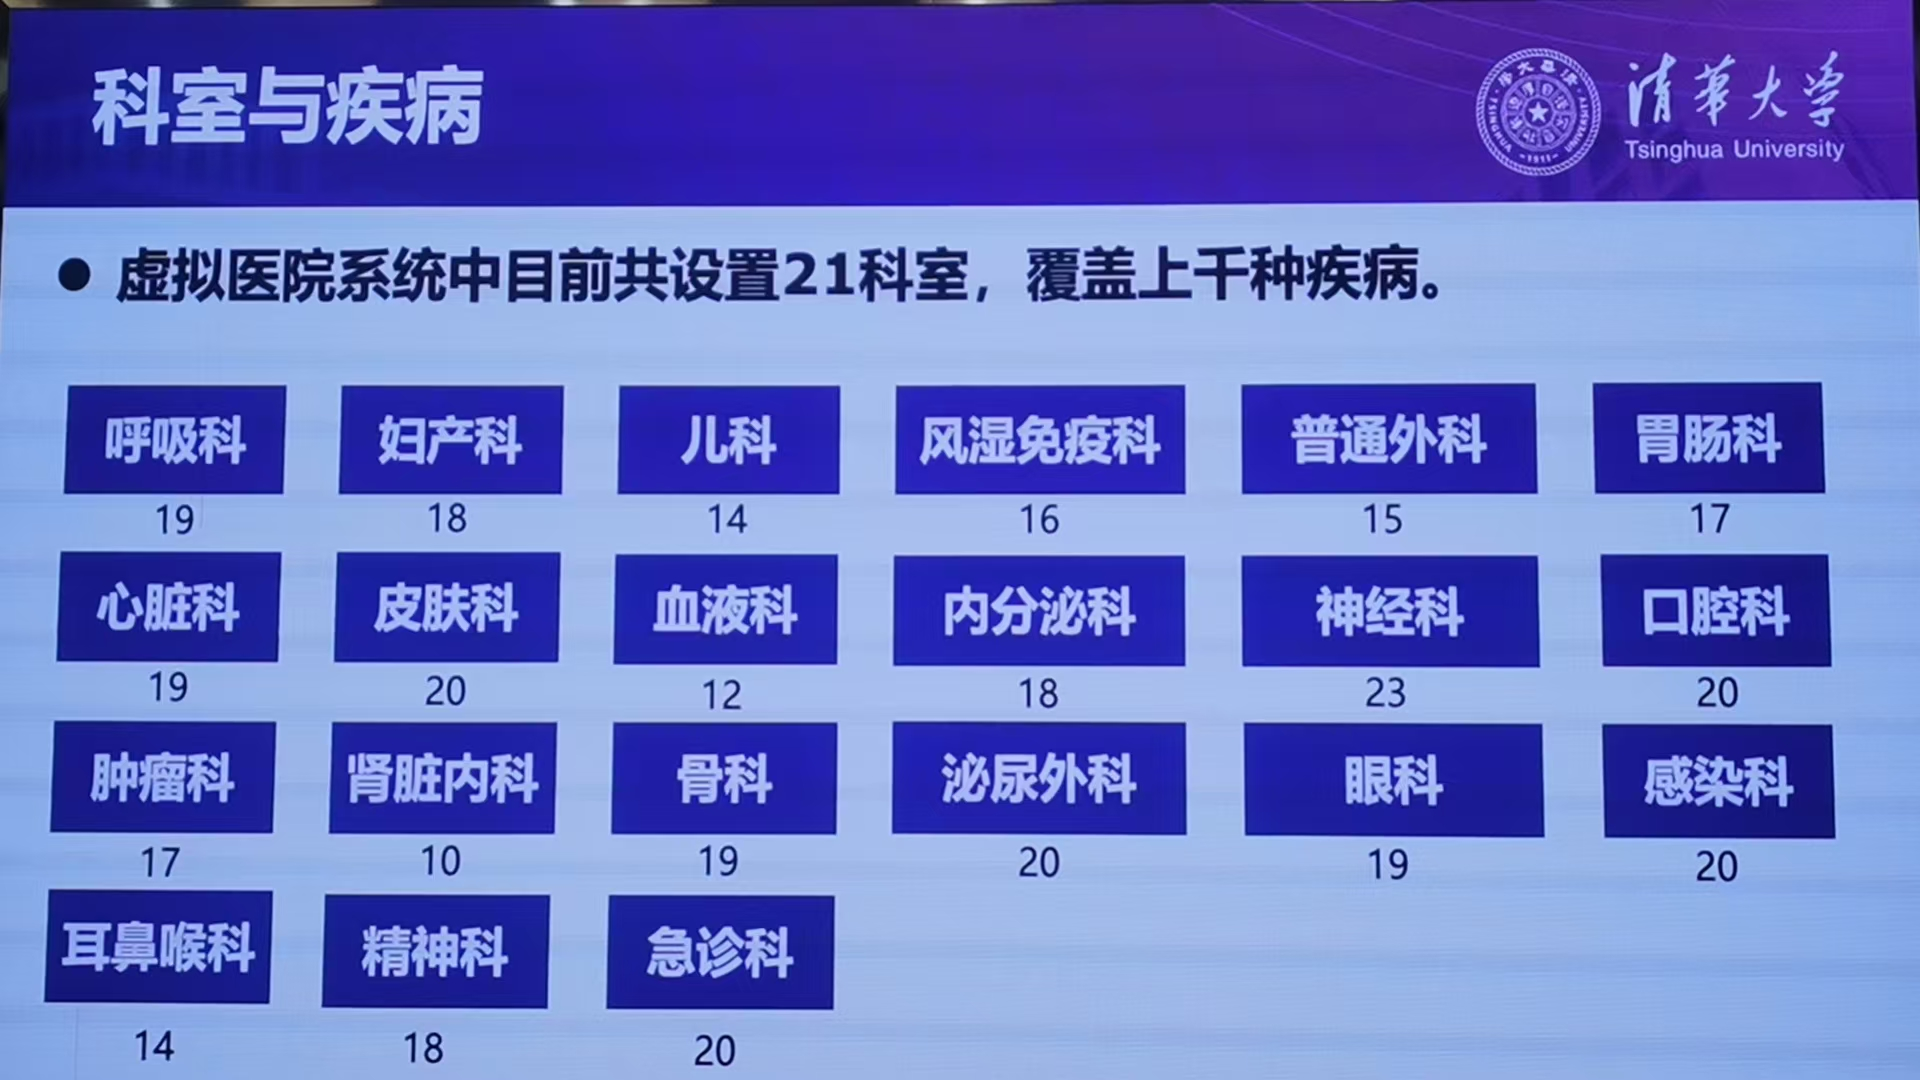 科室与疾病
清华大学
Tsinghua University
TSINGHUA UNIVERSITY
-1911-
● 虚拟医院系统中目前共设置21科室，覆盖上千种疾病。
呼吸科 妇产科 儿科 风湿免疫科 普通外科 胃肠科
19 18 14 16 15 17
心脏科 皮肤科 血液科 内分泌科 神经科 口腔科
19 20 12 18 23 20
肿瘤科 肾脏内科 骨科 泌尿外科 眼科 感染科
17 10 19 20 19 20
耳鼻喉科 精神科 急诊科
14 18 20